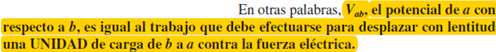 En otras palabras, Vab, el potencial de a con
respecto a b, es igual al trabajo que debe efectuarse para desplazar con lentitud
una UNIDAD de carga de b a a contra la fuerza eléctrica.